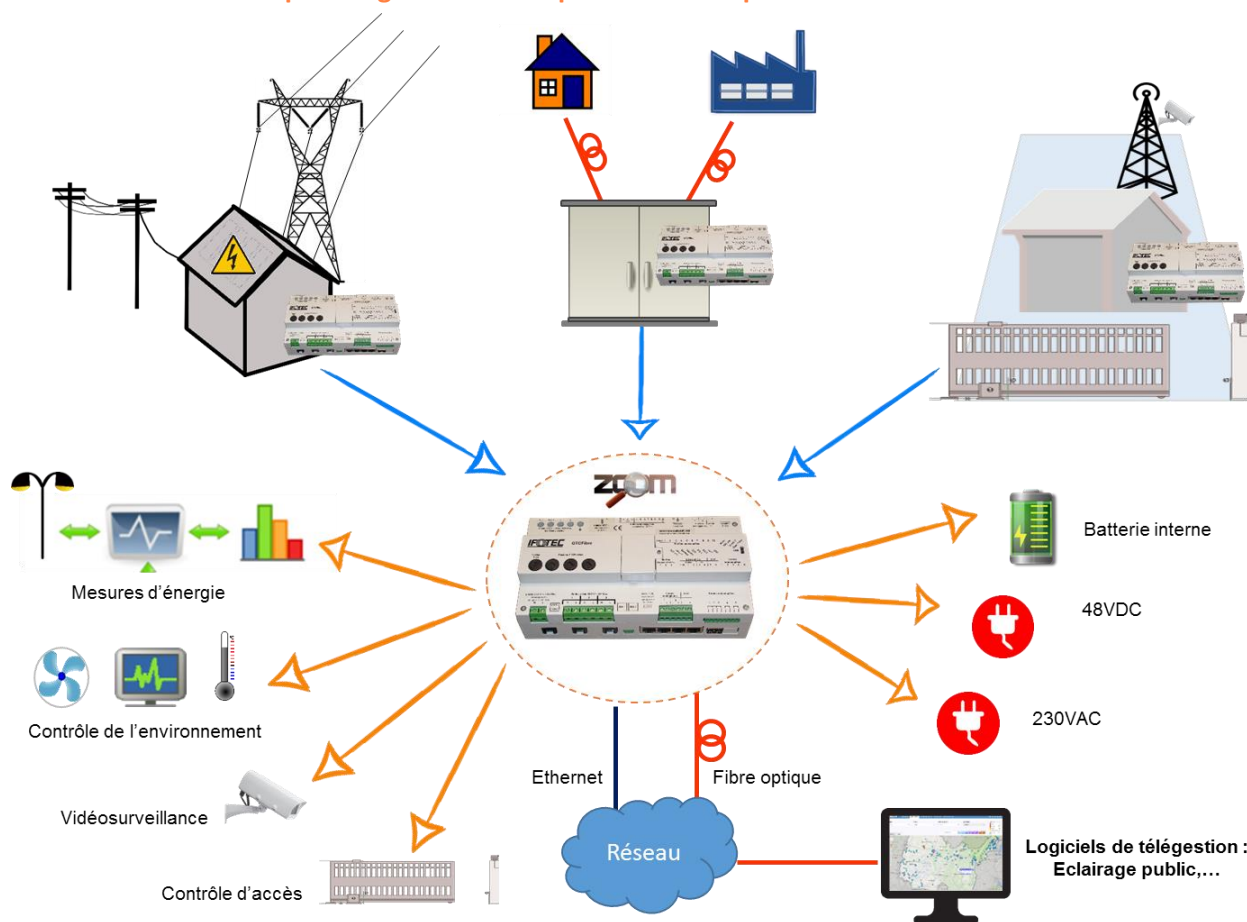 ZOOM
IFOTEC
Mesures d’énergie
Batterie interne
48VDC
Contrôle de l’environnement
230VAC
Ethernet
Fibre optique
Vidéosurveillance
Réseau
Logiciels de télégestion :
Eclairage public,…
Contrôle d’accès